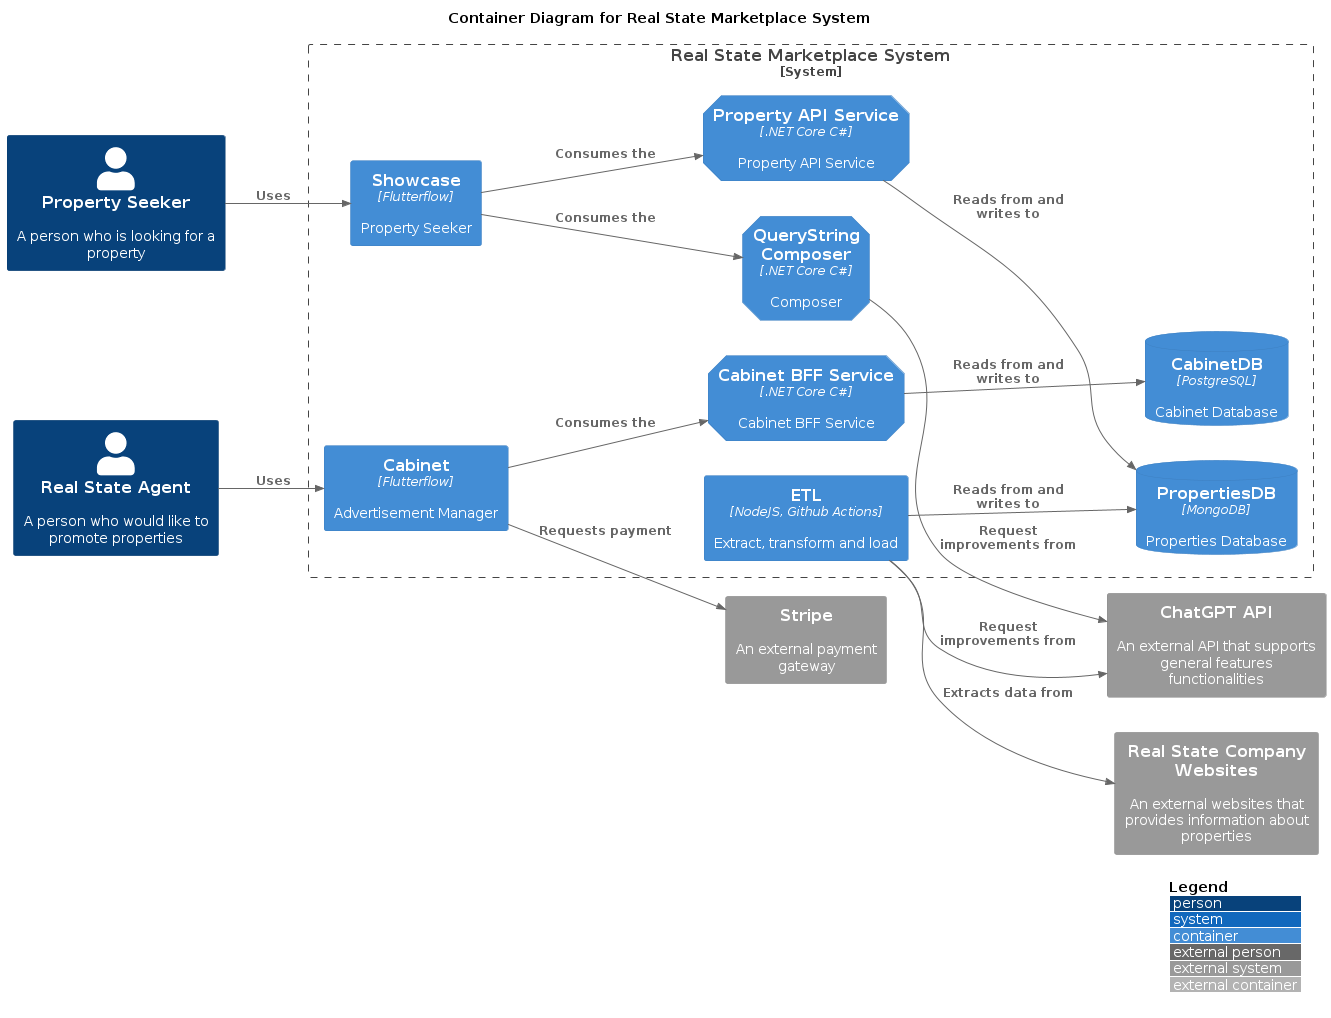 Container Diagram for Real State Marketplace System
Real State Marketplace System
[System]
Property Seeker
A person who is looking for a
property
Uses
Showcase
[Flutterflow]
Property Seeker
Consumes the
Consumes the
Property API Service
[.NET Core C#]
Property API Service
QueryString
Composer
[.NET Core C#]
Composer
Reads from and
writes to
Real State Agent
A person who would like to
promote properties
Uses
Cabinet
[Flutterflow]
Advertisement Manager
Consumes the
Requests payment
Cabinet BFF Service
[.NET Core C#]
Cabinet BFF Service
Reads from and
writes to
CabinetDB
[PostgreSQL]
Cabinet Database
ETL
[NodeJS, Github Actions]
Extract, transform and load
Reads from and
writes to
Request
improvements from
PropertiesDB
[MongoDB]
Properties Database
Stripe
An external payment
gateway
Request
improvements from
Extracts data from
ChatGPT API
An external API that supports
general features
functionalities
Real State Company
Websites
An external websites that
provides information about
properties
Legend
person
system
container
external person
external system
external container